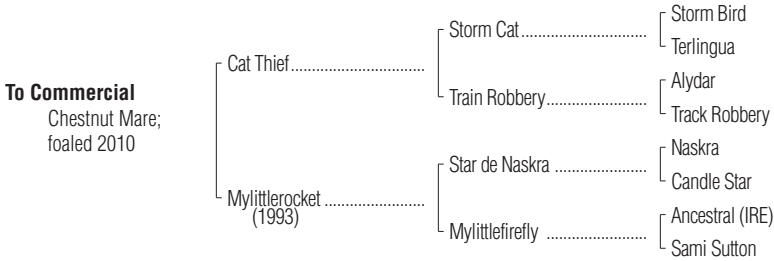 To Commercial
Chestnut Mare;
foaled 2010
Cat Thief................................
Mylittlerocket ........................
(1993)
Storm Cat..............................
Train Robbery........................
Star de Naskra ......................
Mylittlefirefly ........................
Storm Bird
Terlingua
Alydar
Track Robbery
Naskra
Candle Star
Ancestral (IRE)
Sami Sutton